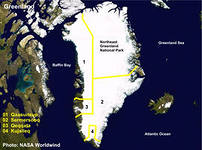 Greenland
Northeast
Greenland
National Park
Greenland Sea
Baffin Bay
1
2
3
4
01 Qaasuitsup
02 Sermersooq
03 Qeqqata
04 Kujalleq
Atlantic Ocean
Photo: NASA Worldwind